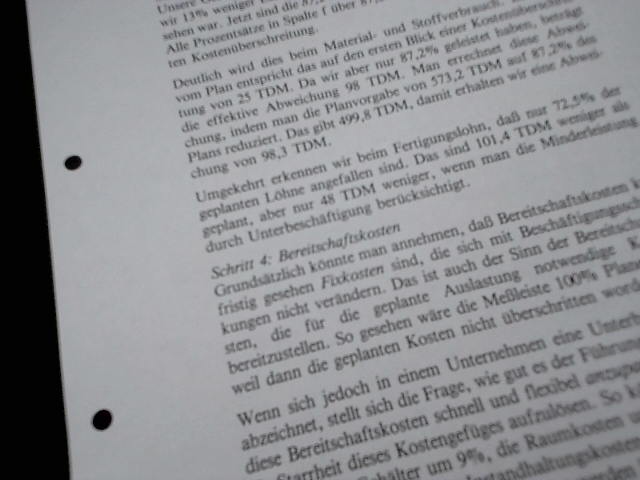 Unsere
wir 13% weniger
sehen war. Jetzt sind die 87,2
Alle Prozentsätze in Spalte f über 87,
ten Kostenüberschreitung.
Deutlich wird dies beim Material- und Stoffverbrauch.
vom Plan entspricht das auf den ersten Blick einer Kostenüberschrei-
tung von 25 TDM. Da wir aber nur 87,2% geleistet haben, beträgt
die effektive Abweichung 98 TDM. Man errechnet diese Abwei-
chung, indem man die Planvorgabe von 573,2 TDM auf 87,2% des
Plans reduziert. Das gibt 499,8 TDM, damit erhalten wir eine Abwei-
chung von 98,3 TDM.
Umgekehrt erkennen wir beim Fertigungslohn, daß nur 72,5% der
geplanten Löhne angefallen sind. Das sind 101,4 TDM weniger als
geplant, aber nur 48 TDM weniger, wenn man die Minderleistung
durch Unterbeschäftigung berücksichtigt.
Schritt 4: Bereitschaftskosten
Grundsätzlich könnte man annehmen, daß Bereitschaftskosten k
fristig gesehen Fixkosten sind, die sich mit Beschäftigungssch
kungen nicht verändern. Das ist auch der Sinn der Bereitsch
sten, die für die geplante Auslastung notwendige K
bereitzustellen. So gesehen wäre die Meßleiste 100% Plane
weil dann die geplanten Kosten nicht überschritten word
Wenn sich jedoch in einem Unternehmen eine Unterb
abzeichnet, stellt sich die Frage, wie gut es der Führun
diese Bereitschaftskosten schnell und flexibel anzupa
Starrheit dieses Kostengefüges aufzulösen. So k
hälter um 9%, die Raumkosten
nstandhaltungskosten